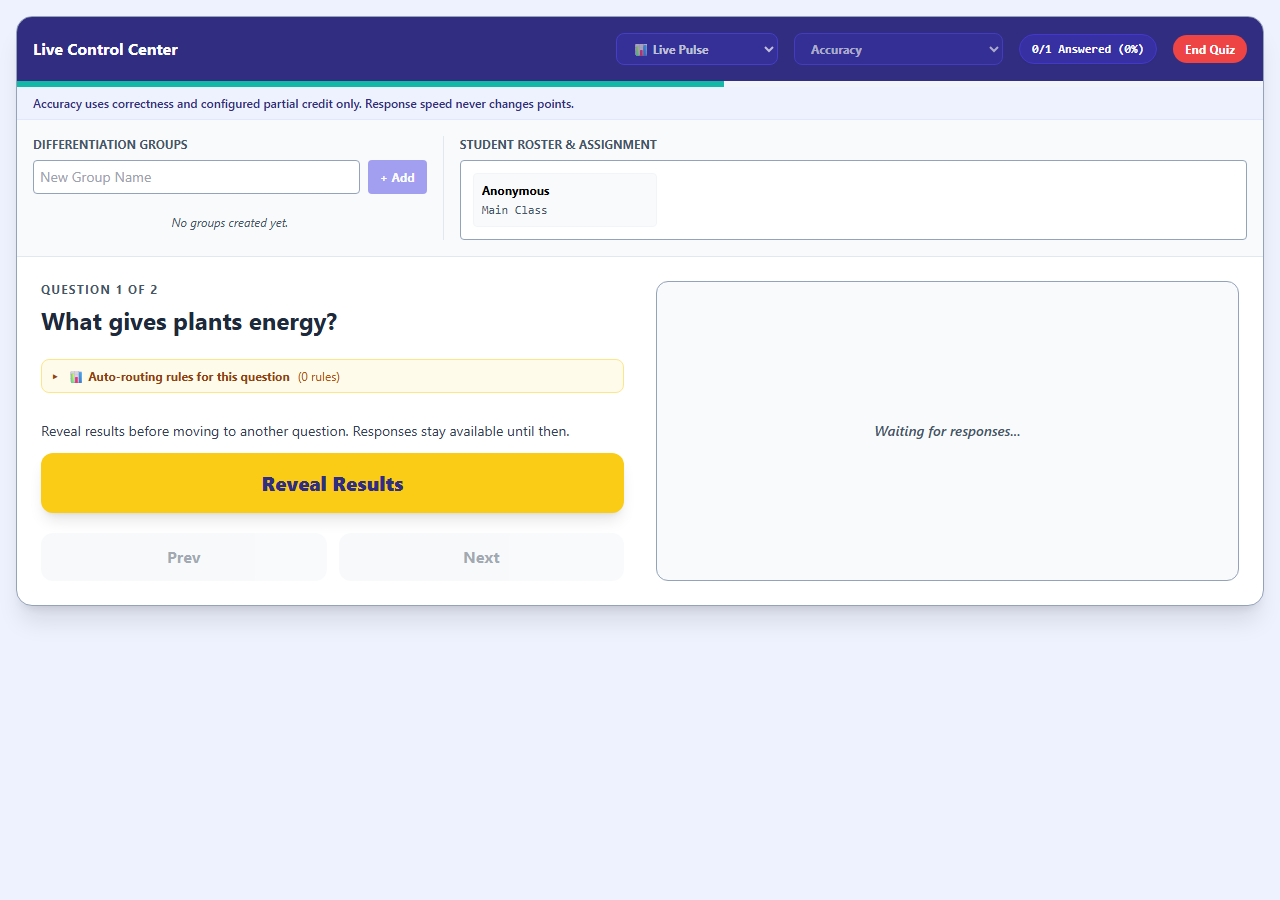 Live Control Center
Live Pulse
Accuracy
0/1 Answered (0%)
End Quiz
Accuracy uses correctness and configured partial credit only. Response speed never changes points.
DIFFERENTIATION GROUPS
New Group Name
+ Add
No groups created yet.
STUDENT ROSTER & ASSIGNMENT
Anonymous
Main Class
QUESTION 1 OF 2
What gives plants energy?
Auto-routing rules for this question (0 rules)
Reveal results before moving to another question. Responses stay available until then.
Reveal Results
Prev
Next
Waiting for responses...